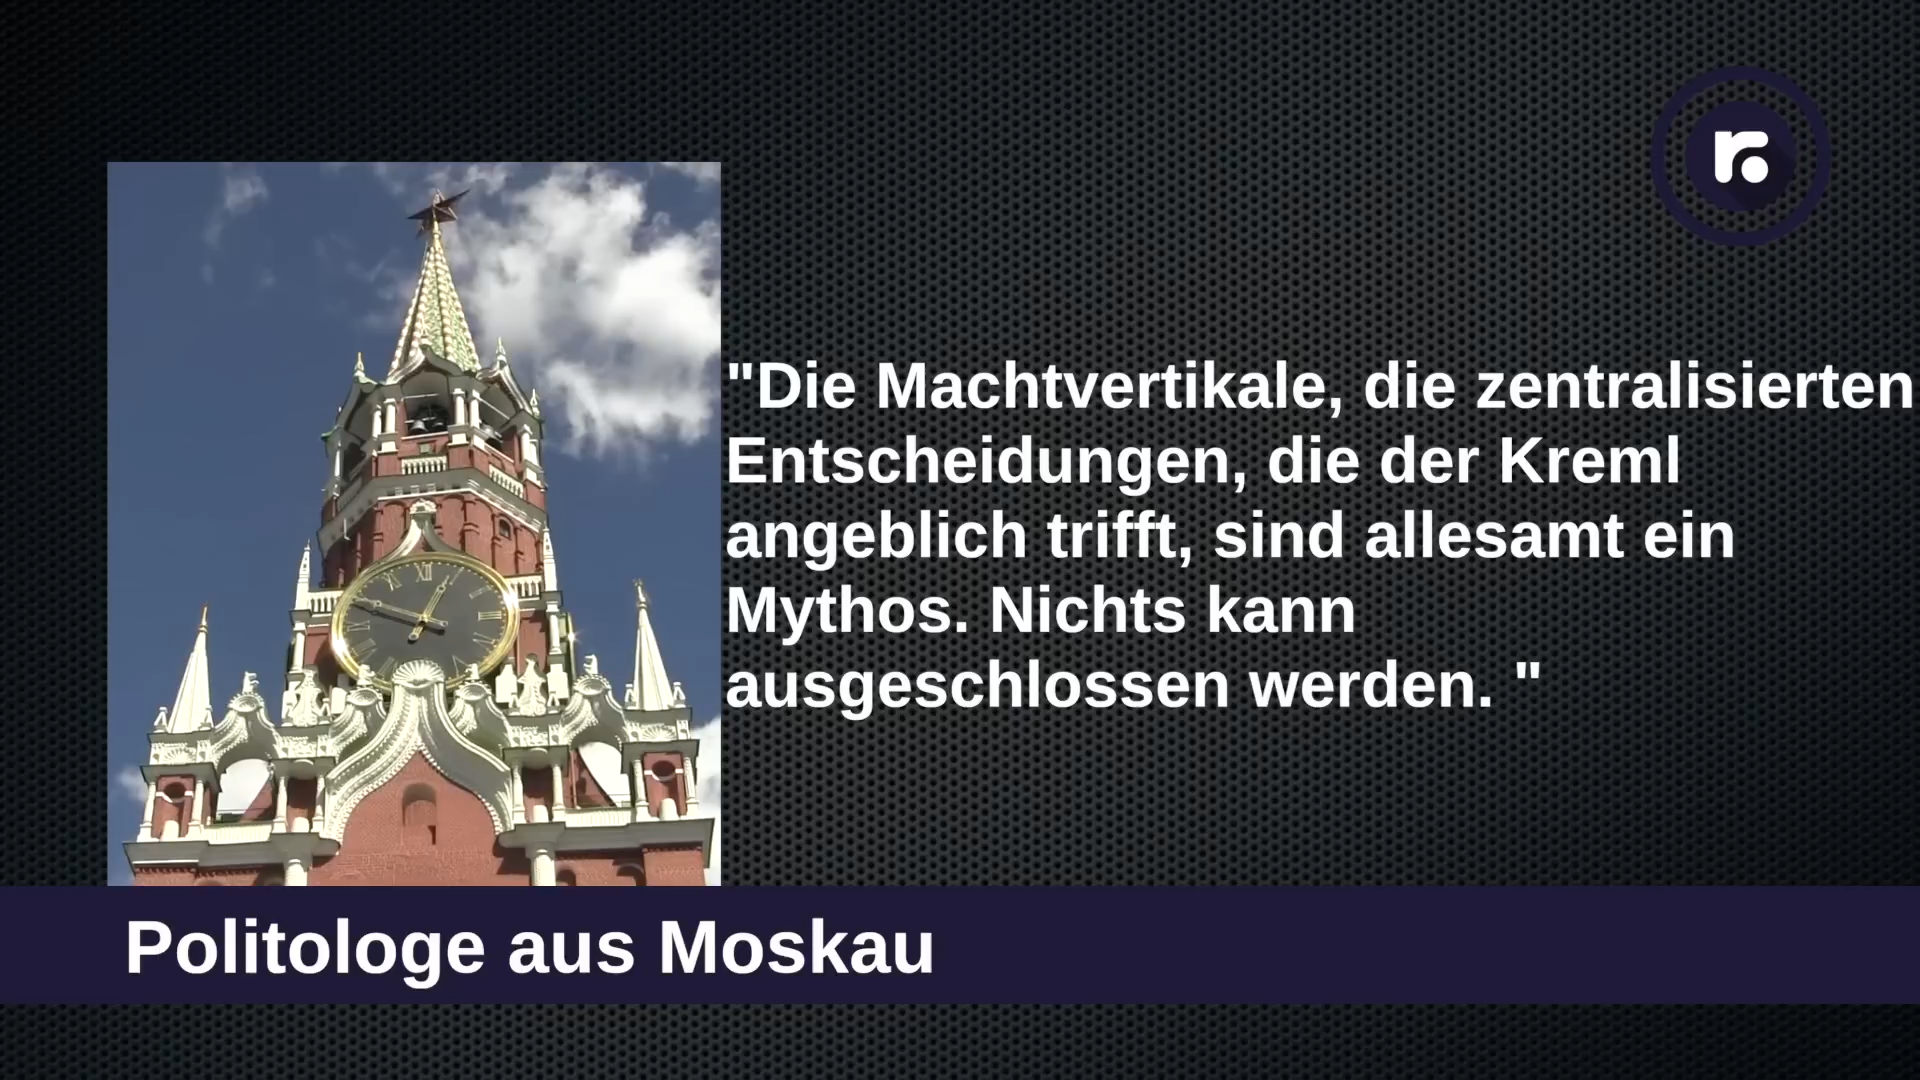 "Die Machtvertikale, die zentralisierten
Entscheidungen, die der Kreml
angeblich trifft, sind allesamt ein
Mythos. Nichts kann
ausgeschlossen werden. "
Politologe aus Moskau